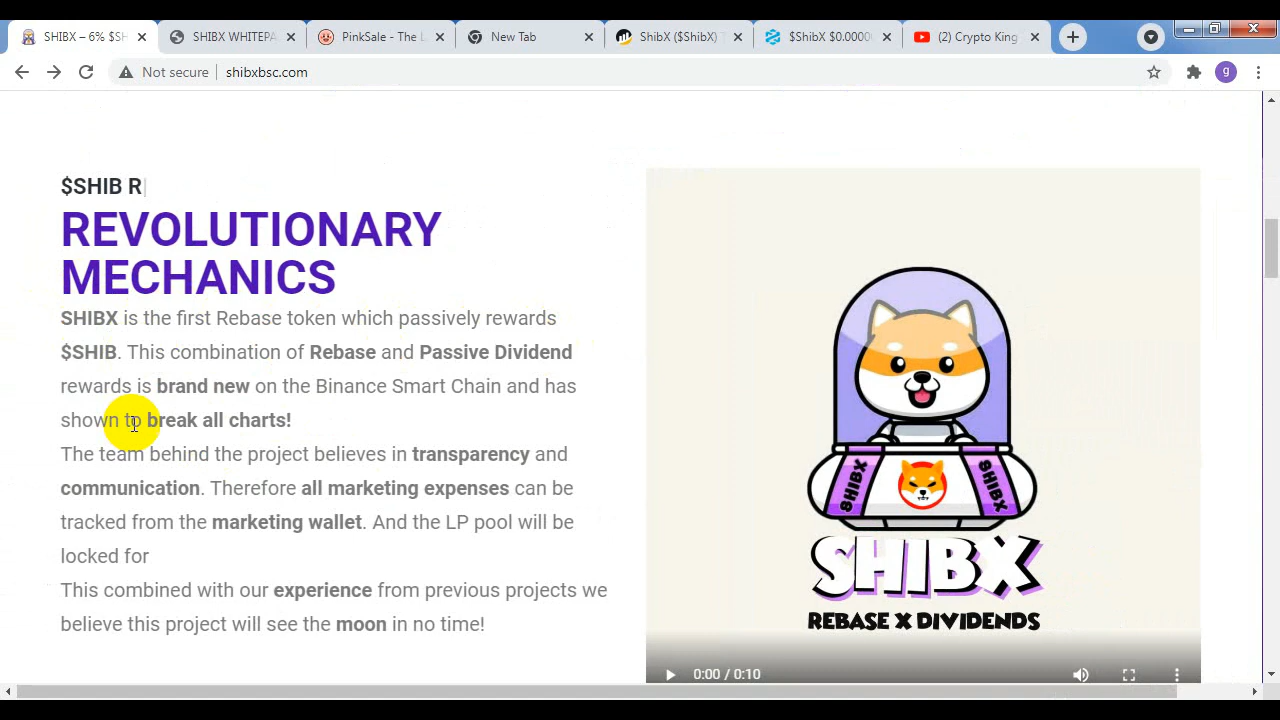 SHIBX – 6% $SH
SHIBX WHITEPA
PinkSale - The L
New Tab
ShibX ($ShibX) T
$ShibX $0.0000
(2) Crypto King
Not secure
shibxbsc.com
g
$SHIB R
REVOLUTIONARY
MECHANICS
SHIBX is the first Rebase token which passively rewards
$SHIB. This combination of Rebase and Passive Dividend
rewards is brand new on the Binance Smart Chain and has
shown to break all charts!
The team behind the project believes in transparency and
communication. Therefore all marketing expenses can be
tracked from the marketing wallet. And the LP pool will be
locked for
This combined with our experience from previous projects we
believe this project will see the moon in no time!
SHIBX
SHIBX
SHIBX
REBASE X DIVIDENDS
0:00 / 0:10